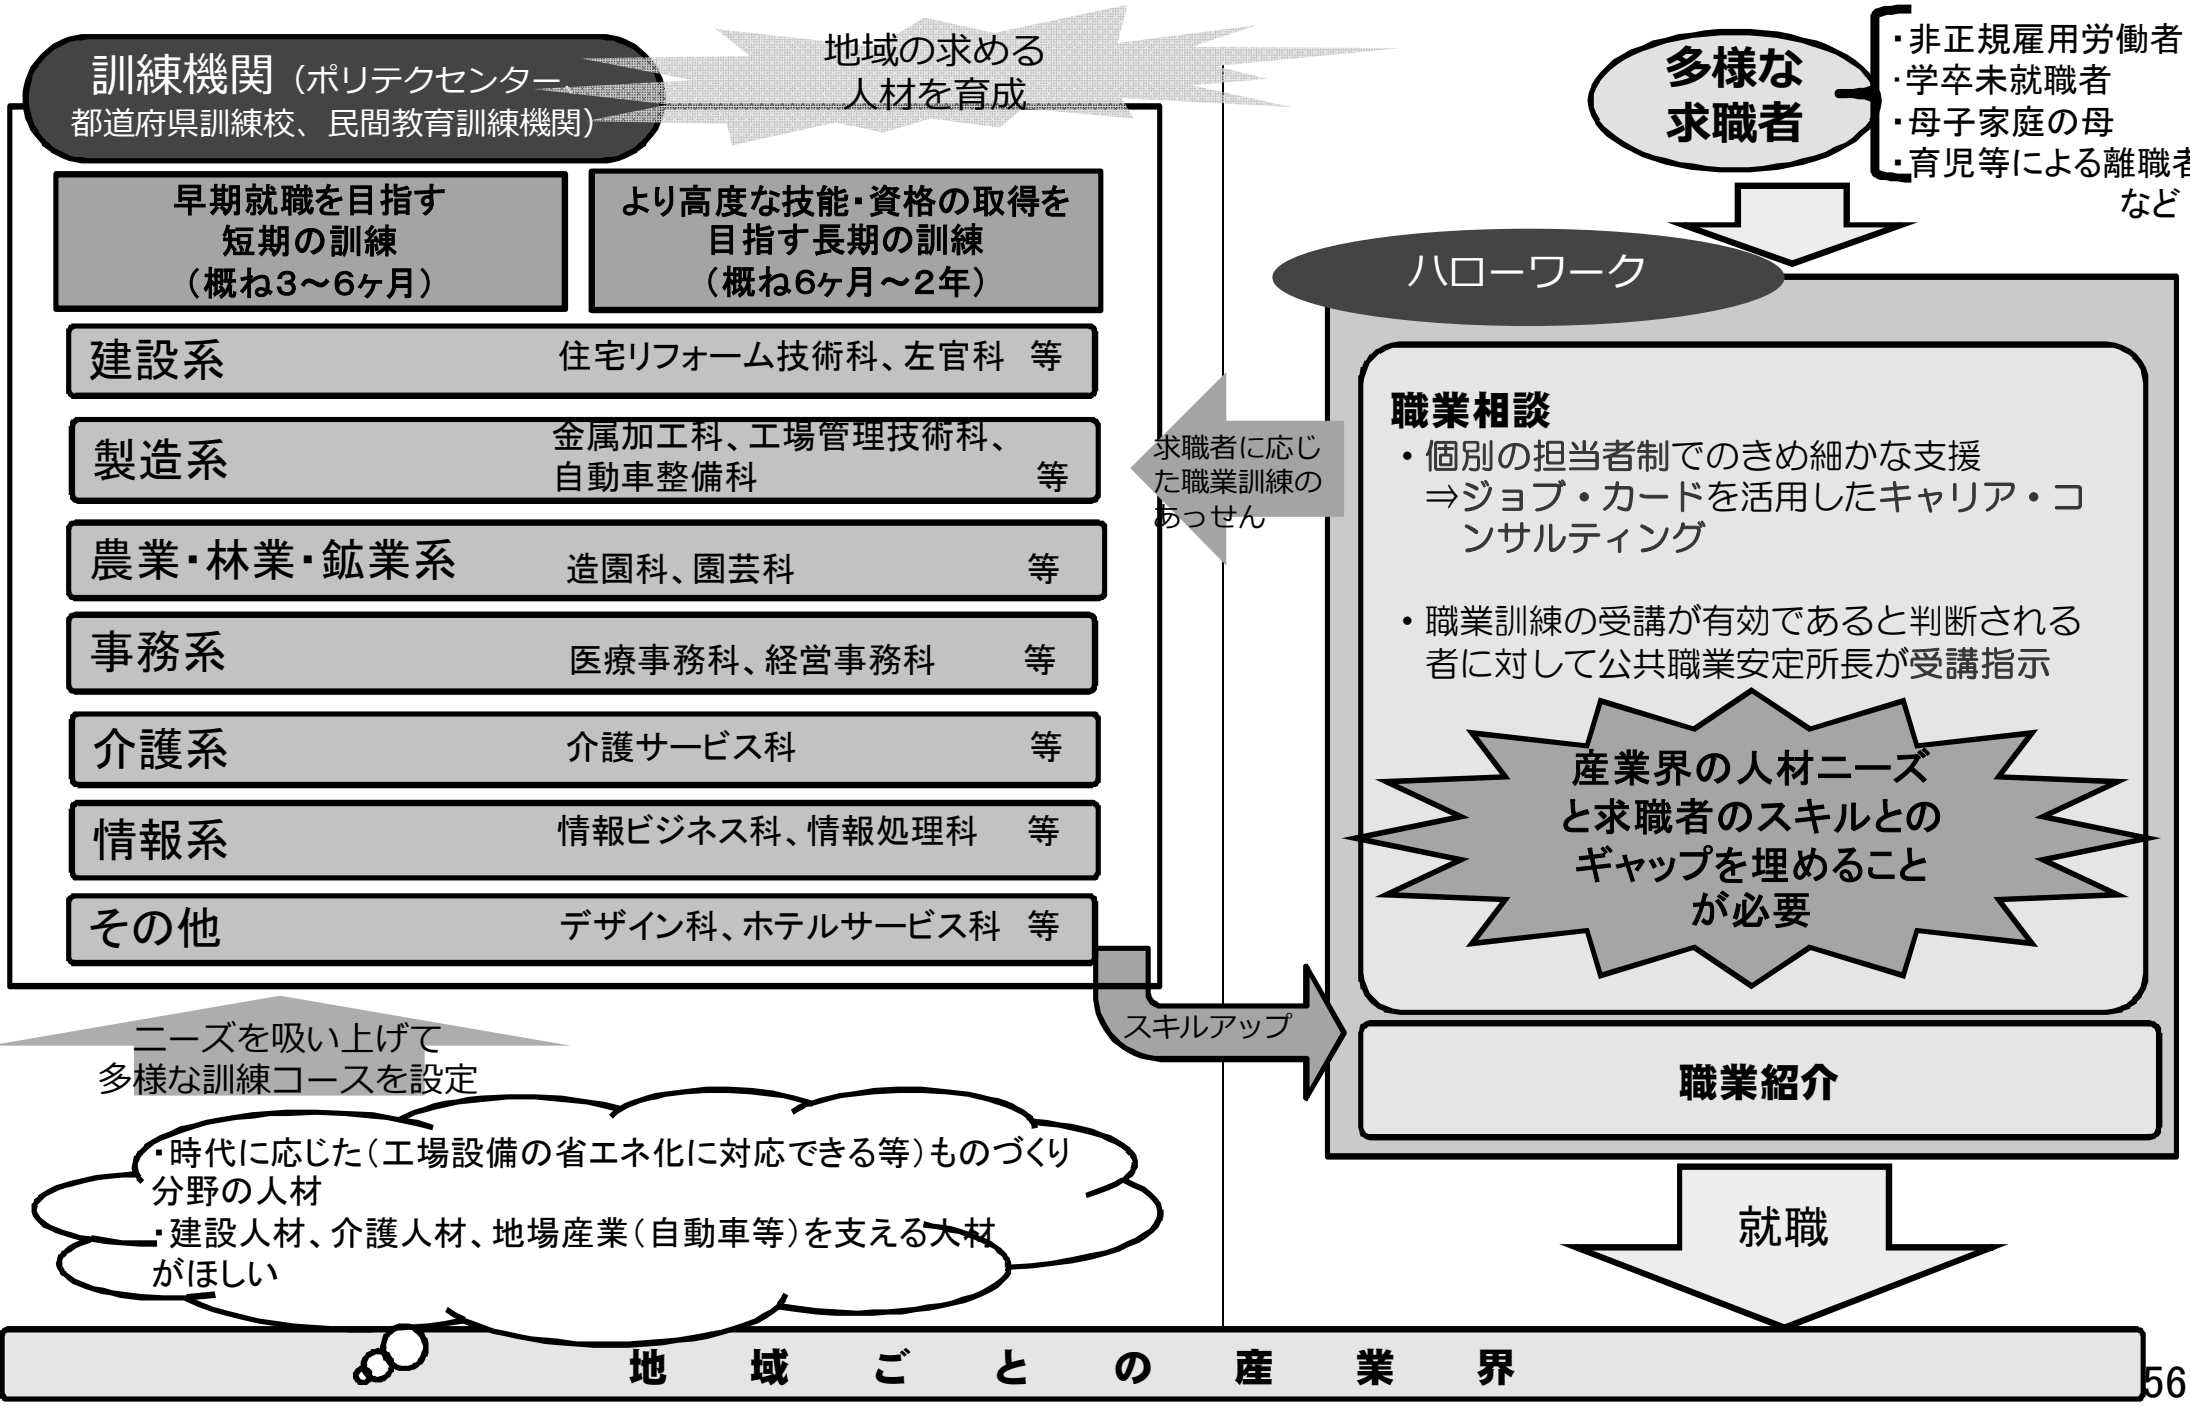 地域の求める
人材を育成
訓練機関（ポリテクセンター、
都道府県訓練校、民間教育訓練機関）
早期就職を目指す
短期の訓練
（概ね３～６ヶ月）
より高度な技能・資格の取得を
目指す長期の訓練
（概ね６ヶ月～２年）
建設系　住宅リフォーム技術科、左官科　等
製造系　金属加工科、工場管理技術科、
自動車整備科　等
農業・林業・鉱業系　造園科、園芸科　等
事務系　医療事務科、経営事務科　等
介護系　介護サービス科　等
情報系　情報ビジネス科、情報処理科　等
その他　デザイン科、ホテルサービス科　等
多様な
求職者
・非正規雇用労働者
・学卒未就職者
・母子家庭の母
・育児等による離職者
など
ハローワーク
求職者に応じ
た職業訓練の
あっせん
職業相談
・個別の担当者制でのきめ細かな支援
⇒ジョブ・カードを活用したキャリア・コ
ンサルティング
・職業訓練の受講が有効であると判断される
者に対して公共職業安定所長が受講指示
産業界の人材ニーズ
と求職者のスキルとの
ギャップを埋めること
が必要
スキルアップ
職業紹介
就職
ニーズを吸い上げて
多様な訓練コースを設定
・時代に応じた（工場設備の省エネ化に対応できる等）ものづくり
分野の人材
・建設人材、介護人材、地場産業（自動車等）を支える人材
がほしい
地域ごとの産業界
56